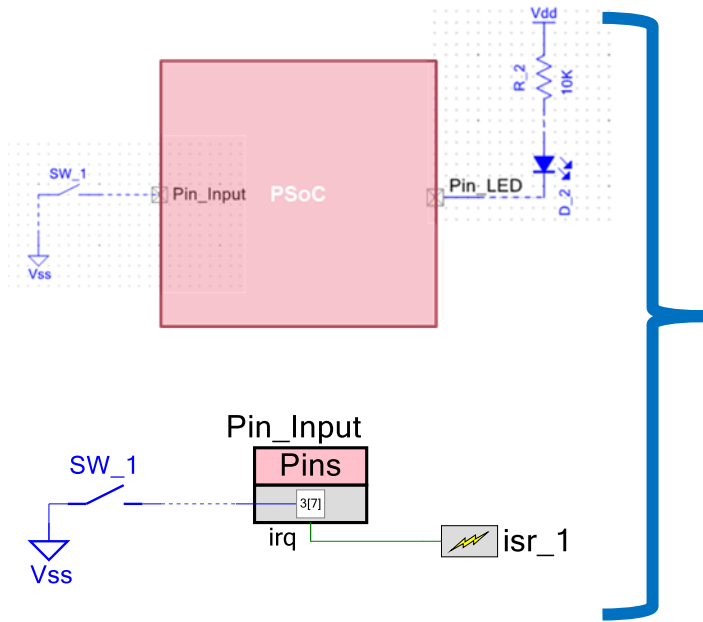 Vdd
R_2
10K
SW_1
Pin_Input
PSoC
Pin_LED
D_2
Vss
Pin_Input
Pins
SW_1
3[7]
irq
isr_1
Vss